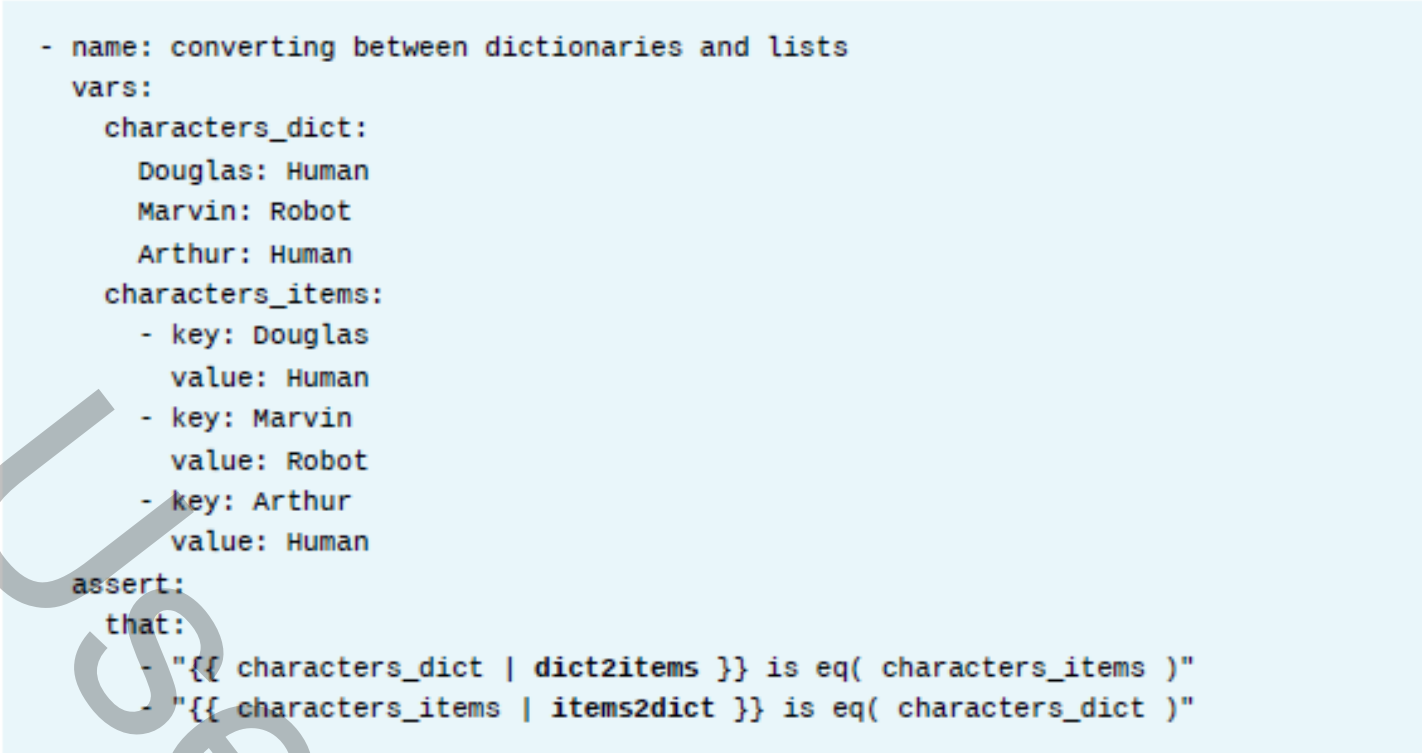 - name: converting between dictionaries and lists
  vars:
    characters_dict:
      Douglas: Human
      Marvin: Robot
      Arthur: Human
    characters_items:
      - key: Douglas
        value: Human
      - key: Marvin
        value: Robot
      - key: Arthur
        value: Human
  assert:
    that:
      - "{{ characters_dict | dict2items }} is eq( characters_items )"
      - "{{ characters_items | items2dict }} is eq( characters_dict )"